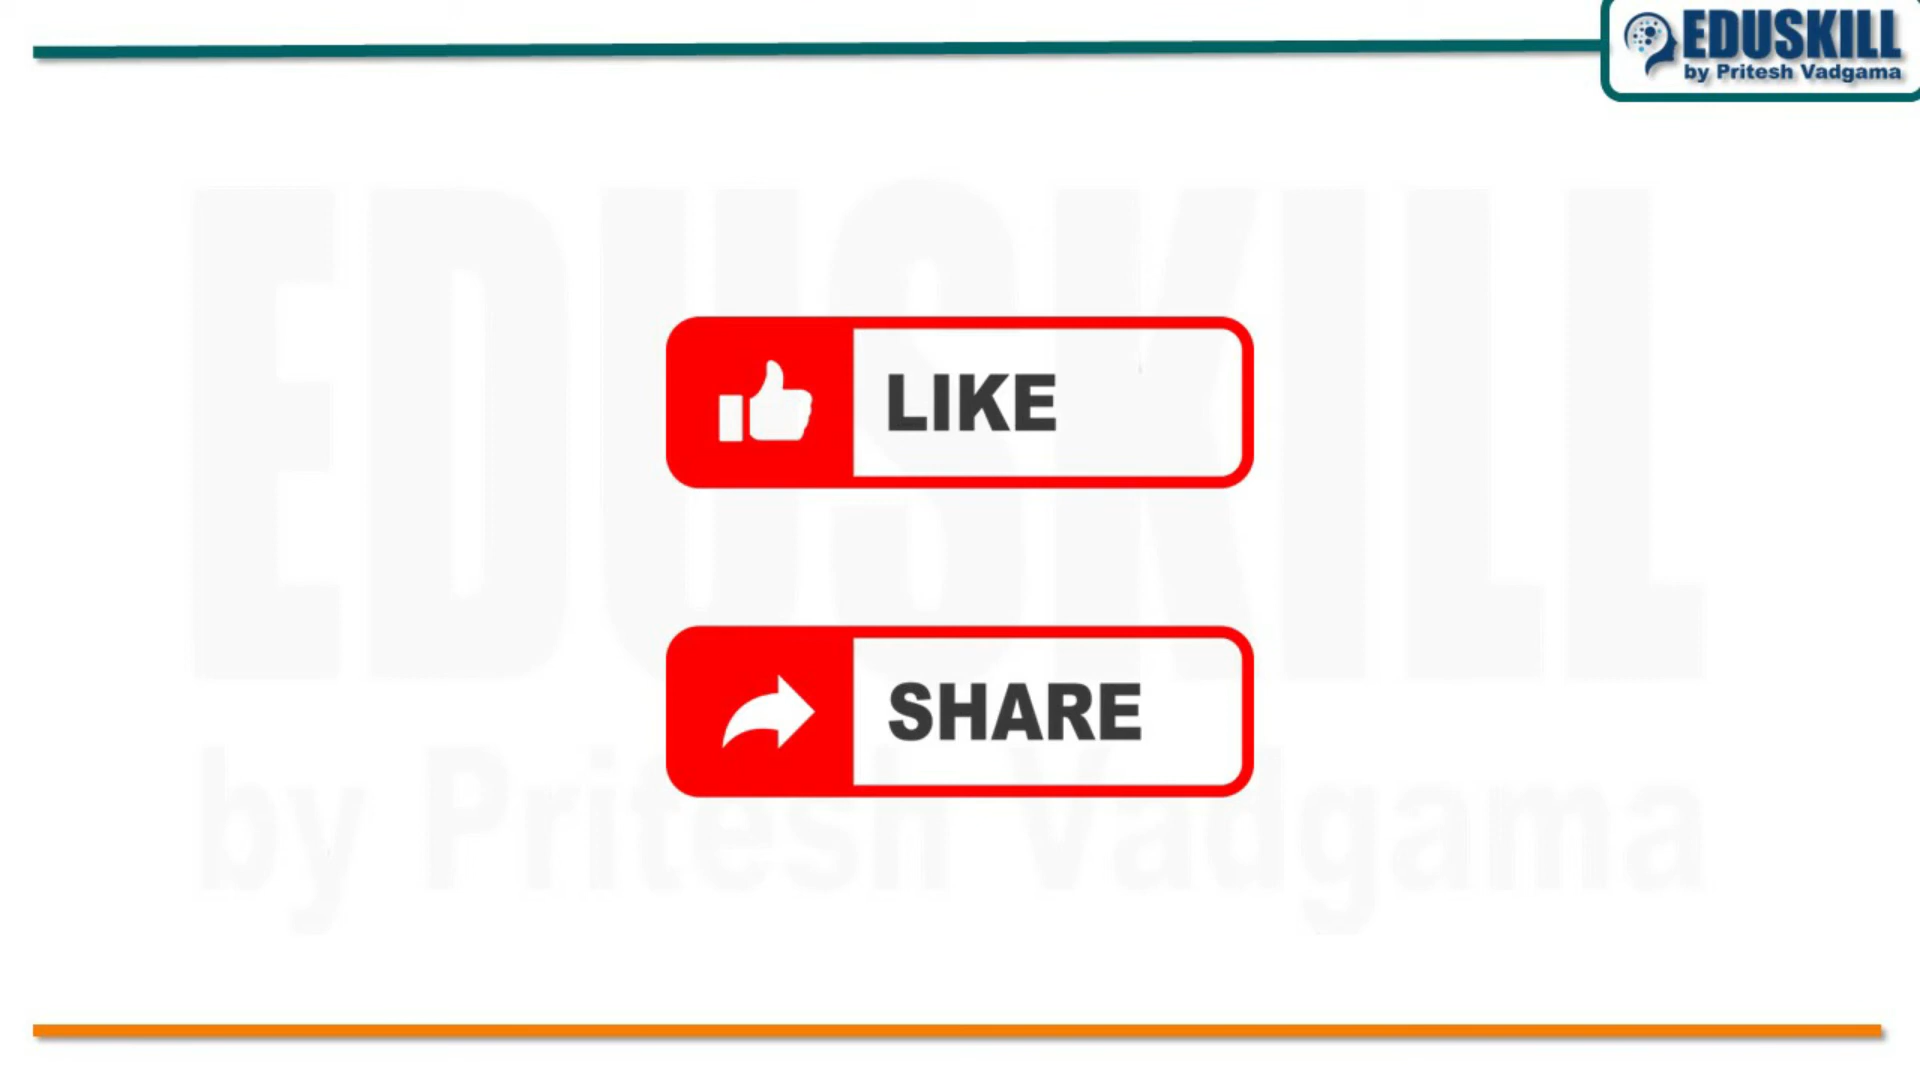 EDUSKILL
by Pritesh Vadgama
EDUSKILL
LIKE
SHARE
by Pritesh Vadgama